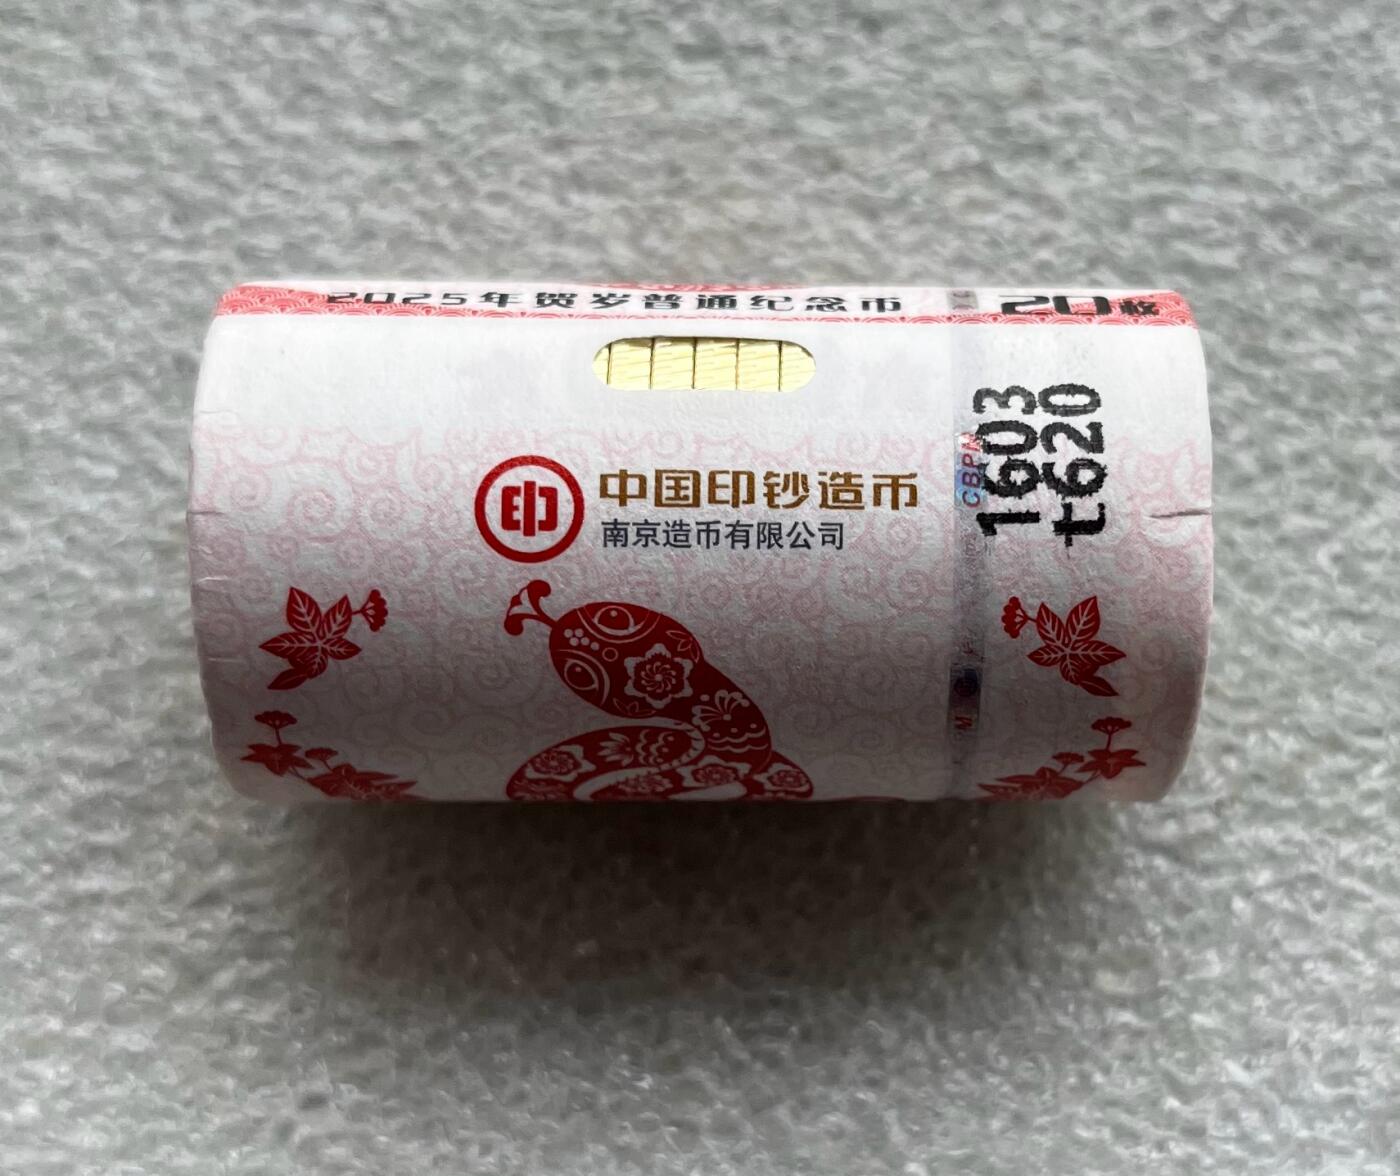 2025年贺岁普通纪念币
20枚
印
中国印钞造币
南京造币有限公司
CBPM
1603
t620